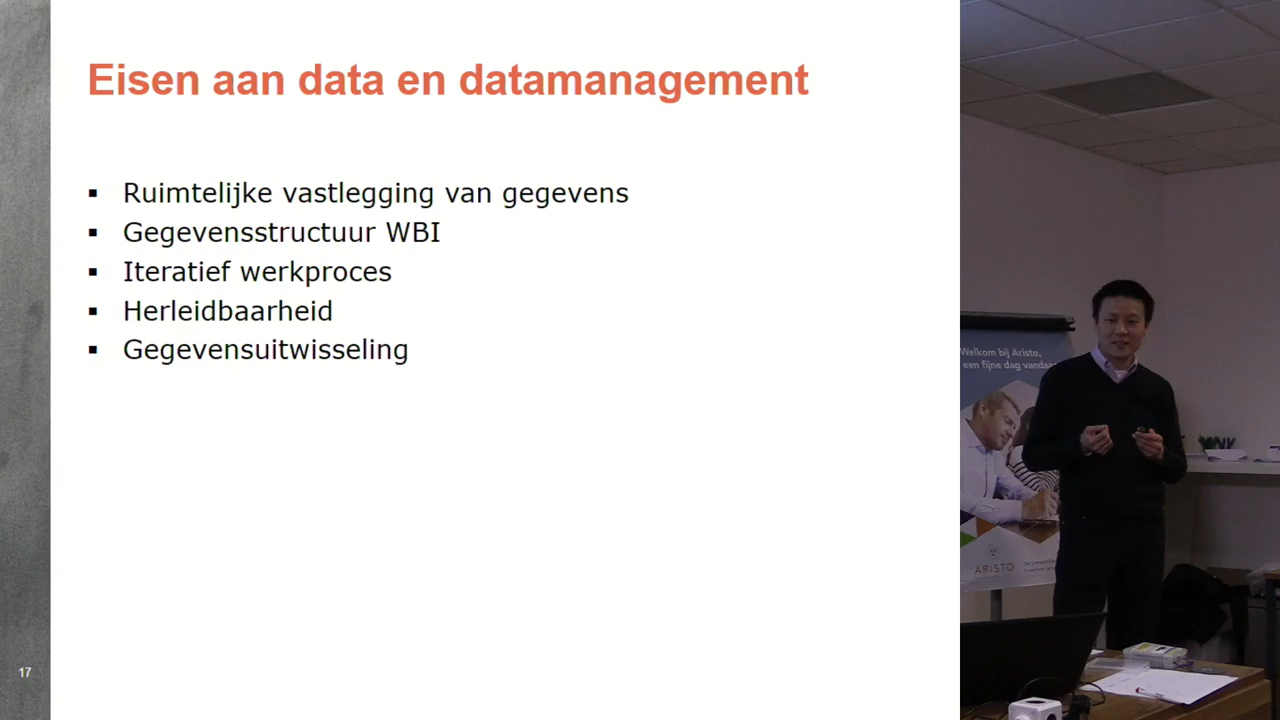 Eisen aan data en datamanagement
▪ Ruimtelijke vastlegging van gegevens
▪ Gegevensstructuur WBI
▪ Iteratief werkproces
▪ Herleidbaarheid
▪ Gegevensuitwisseling
17
Welkom bij Aristo,
een fijne dag
ARISTO